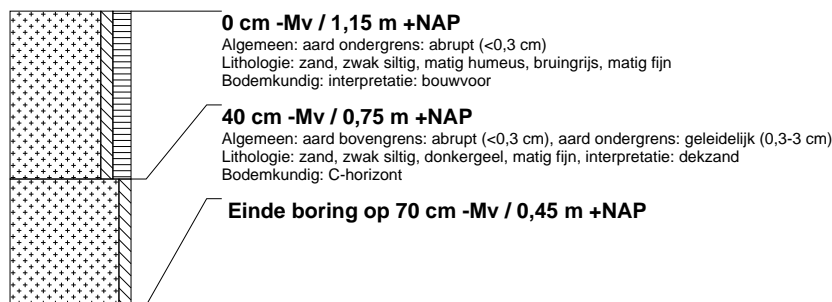 0 cm -Mv / 1,15 m +NAP
Algemeen: aard ondergrens: abrupt (<0,3 cm)
Lithologie: zand, zwak siltig, matig humeus, bruingrijs, matig fijn
Bodemkundig: interpretatie: bouwvoor
40 cm -Mv / 0,75 m +NAP
Algemeen: aard bovengrens: abrupt (<0,3 cm), aard ondergrens: geleidelijk (0,3-3 cm)
Lithologie: zand, zwak siltig, donkergeel, matig fijn, interpretatie: dekzand
Bodemkundig: C-horizont
Einde boring op 70 cm -Mv / 0,45 m +NAP